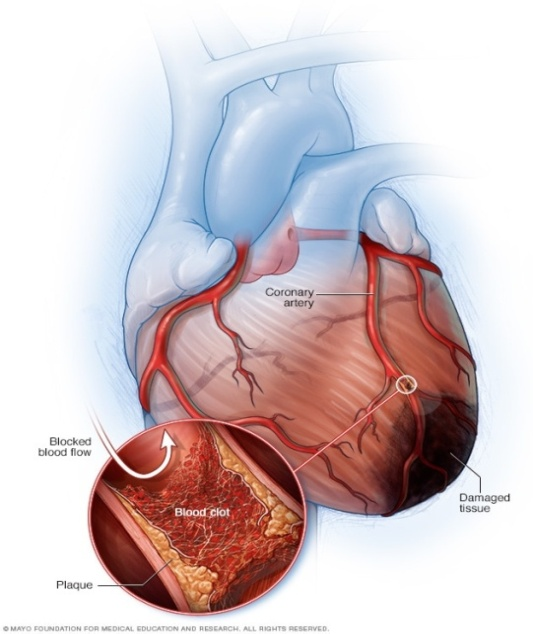 Coronary
artery
Blocked
blood flow
Blood clot
Damaged
tissue
Plaque
© MAYO FOUNDATION FOR MEDICAL EDUCATION AND RESEARCH. ALL RIGHTS RESERVED.